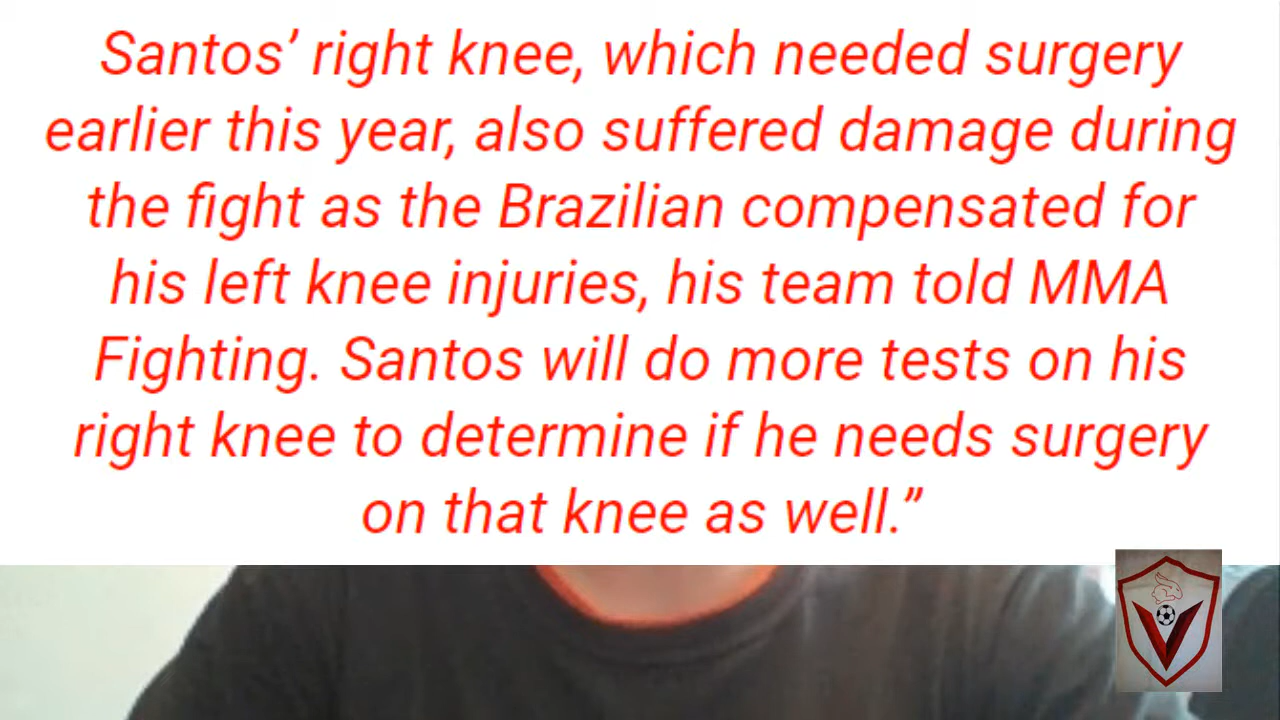 Santos’ right knee, which needed surgery
earlier this year, also suffered damage during
the fight as the Brazilian compensated for
his left knee injuries, his team told MMA
Fighting. Santos will do more tests on his
right knee to determine if he needs surgery
on that knee as well.”